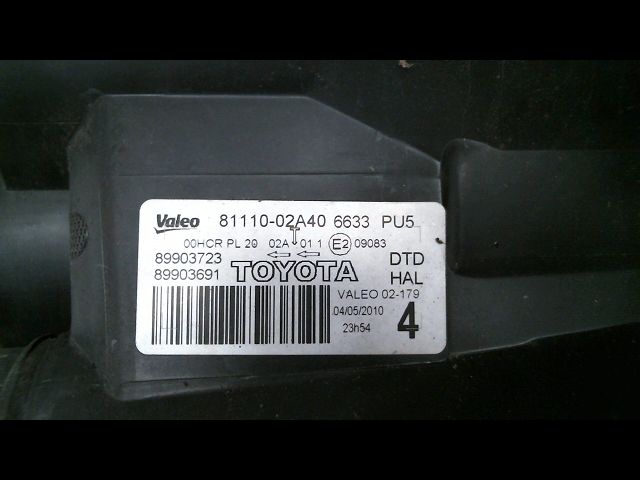 Valeo 81110-02A40 6633 PU5
00HCR PL 20 02A 01 1 E2 09083
89903723 TOYOTA DTD
89903691 HAL
VALEO 02-179
04/05/2010 4
23h54